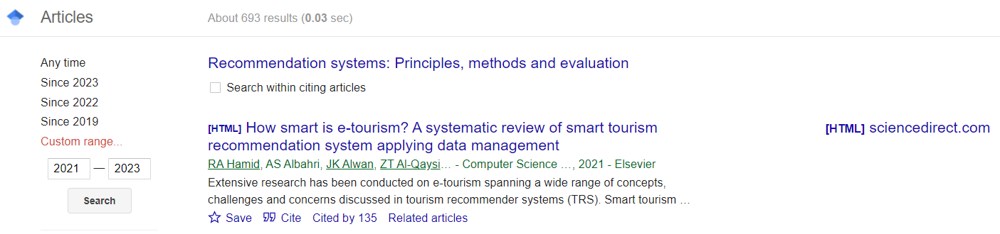 Articles
About 693 results (0.03 sec)
Any time
Since 2023
Since 2022
Since 2019
Custom range...
2021 — 2023
Search
Recommendation systems: Principles, methods and evaluation
Search within citing articles
[HTML] How smart is e-tourism? A systematic review of smart tourism
recommendation system applying data management
RA Hamid, AS Albahri, JK Alwan, ZT Al-Qaysi… - Computer Science …, 2021 - Elsevier
Extensive research has been conducted on e-tourism spanning a wide range of concepts,
challenges and concerns discussed in tourism recommender systems (TRS). Smart tourism …
Save Cite Cited by 135 Related articles
[HTML] sciencedirect.com